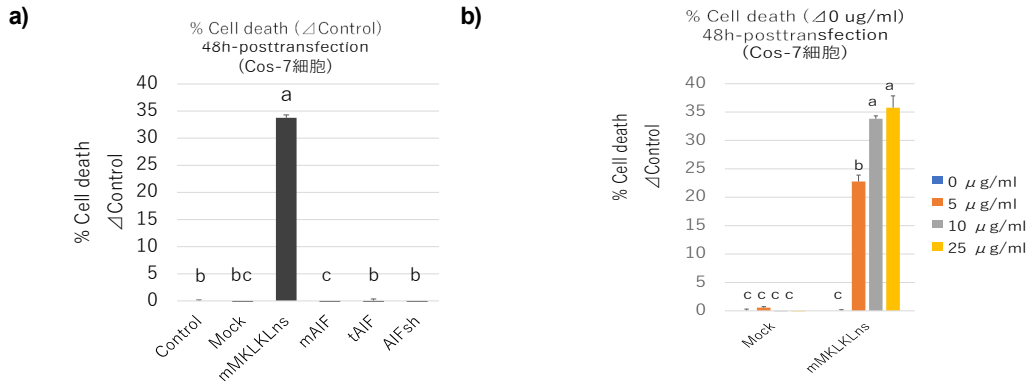 a)
% Cell death (⊿Control)
48h-posttransfection
(Cos-7細胞)
% Cell death
⊿Control
40
35
30
25
20
15
10
5
0
b
bc
a
c
b
b
Control
Mock
mMKLKLns
mAIF
tAIF
AIFsh
b)
% Cell death (⊿0 ug/ml)
48h-posttransfection
(Cos-7細胞)
% Cell death
⊿Control
40
35
30
25
20
15
10
5
0
c c c c
c
b
a
a
Mock
mMKLKLns
0 μg/ml
5 μg/ml
10 μg/ml
25 μg/ml